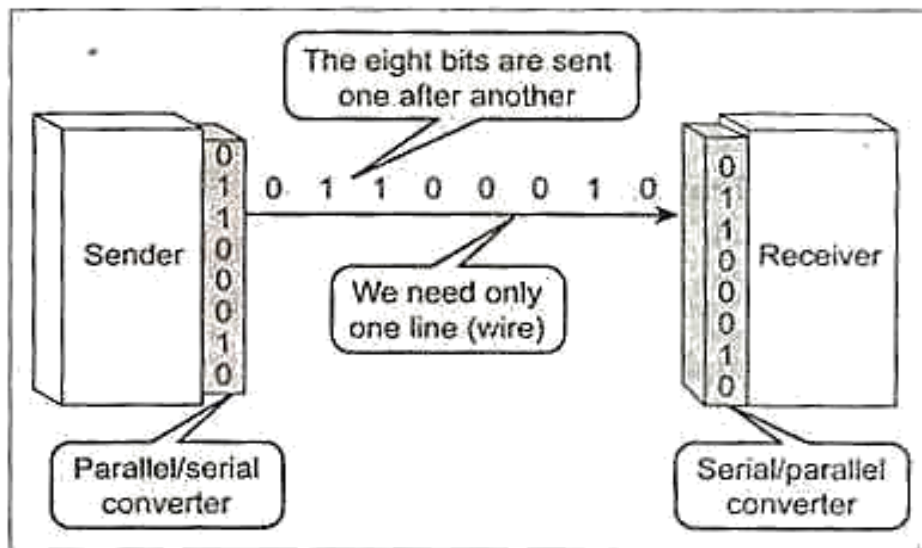 The eight bits are sent
one after another
0 1 1 0 0 0 1 0
Sender
0
1
1
0
0
0
1
0
We need only
one line (wire)
0
1
1
0
0
0
1
0
Receiver
Parallel/serial
converter
Serial/parallel
converter